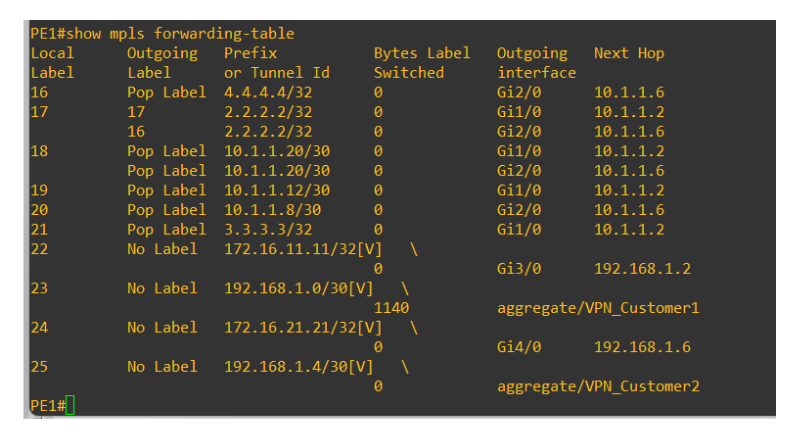 PE1#show mpls forwarding-table
Local      Outgoing   Prefix           Bytes Label   Outgoing   Next Hop
Label      Label      or Tunnel Id     Switched      interface
16         Pop Label  4.4.4.4/32       0             Gi2/0      10.1.1.6
17         17         2.2.2.2/32       0             Gi1/0      10.1.1.2
           16         2.2.2.2/32       0             Gi2/0      10.1.1.6
18         Pop Label  10.1.1.20/30     0             Gi1/0      10.1.1.2
           Pop Label  10.1.1.20/30     0             Gi2/0      10.1.1.6
19         Pop Label  10.1.1.12/30     0             Gi1/0      10.1.1.2
20         Pop Label  10.1.1.8/30      0             Gi2/0      10.1.1.6
21         Pop Label  3.3.3.3/32       0             Gi1/0      10.1.1.2
22         No Label   172.16.11.11/32[V]   \
                                       0             Gi3/0      192.168.1.2
23         No Label   192.168.1.0/30[V]   \
                                       1140          aggregate/VPN_Customer1
24         No Label   172.16.21.21/32[V]   \
                                       0             Gi4/0      192.168.1.6
25         No Label   192.168.1.4/30[V]   \
                                       0             aggregate/VPN_Customer2
PE1#